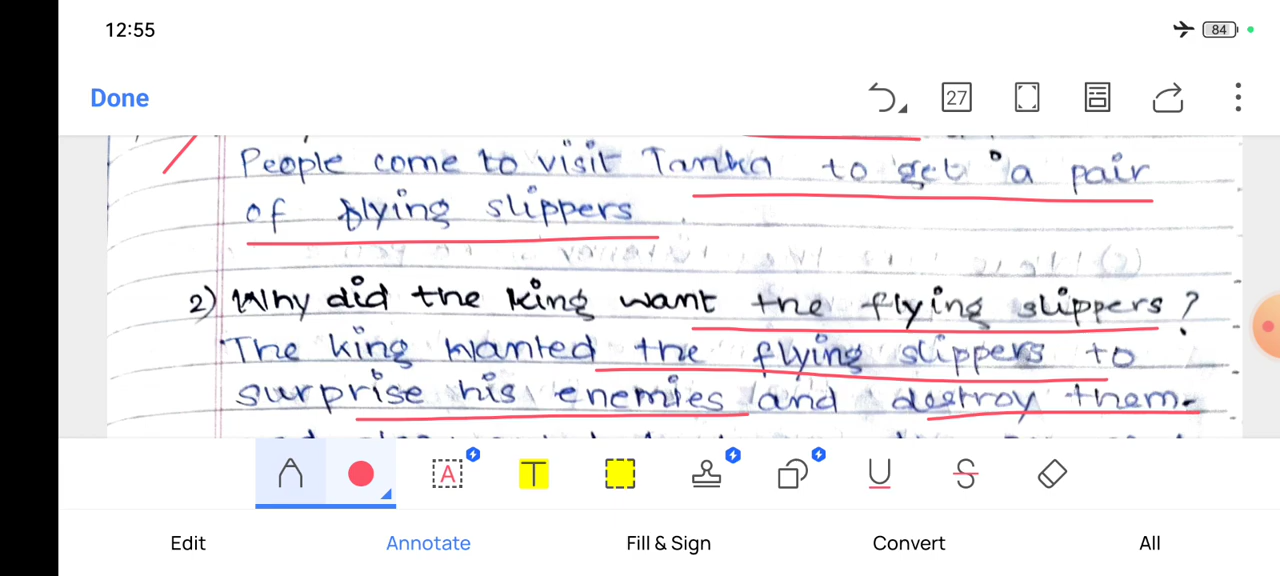 12:55
84
Done
27
People come to visit Tanka to get a pair
of flying slippers
2) Why did the king want the flying slippers?
The king wanted the flying slippers to
surprise his enemies and destroy them.
A T U S
Edit Annotate Fill & Sign Convert All